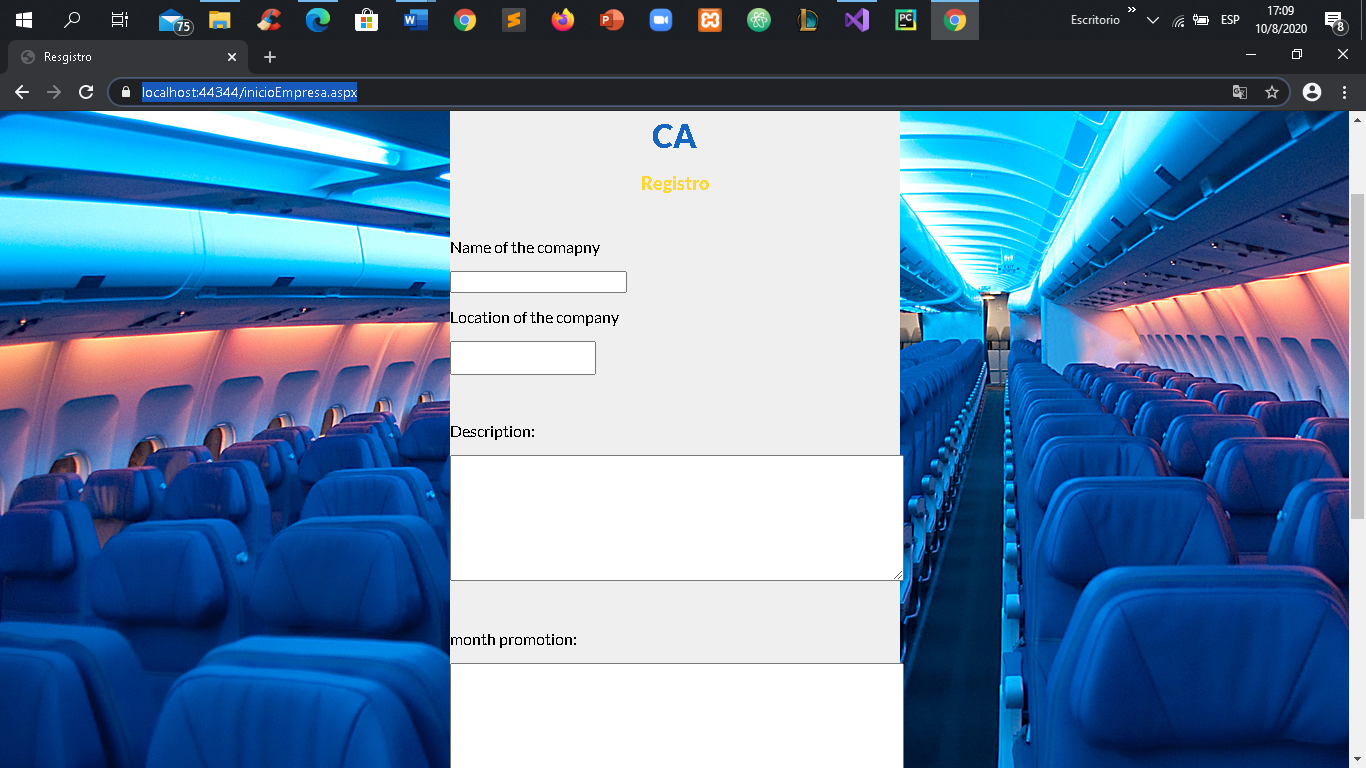 75
Escritorio
»
ESP
17:09
10/8/2020
8
Resgistro
localhost:44344/inicioEmpresa.aspx
CA
Registro
Name of the comapny
Location of the company
Description:
month promotion: